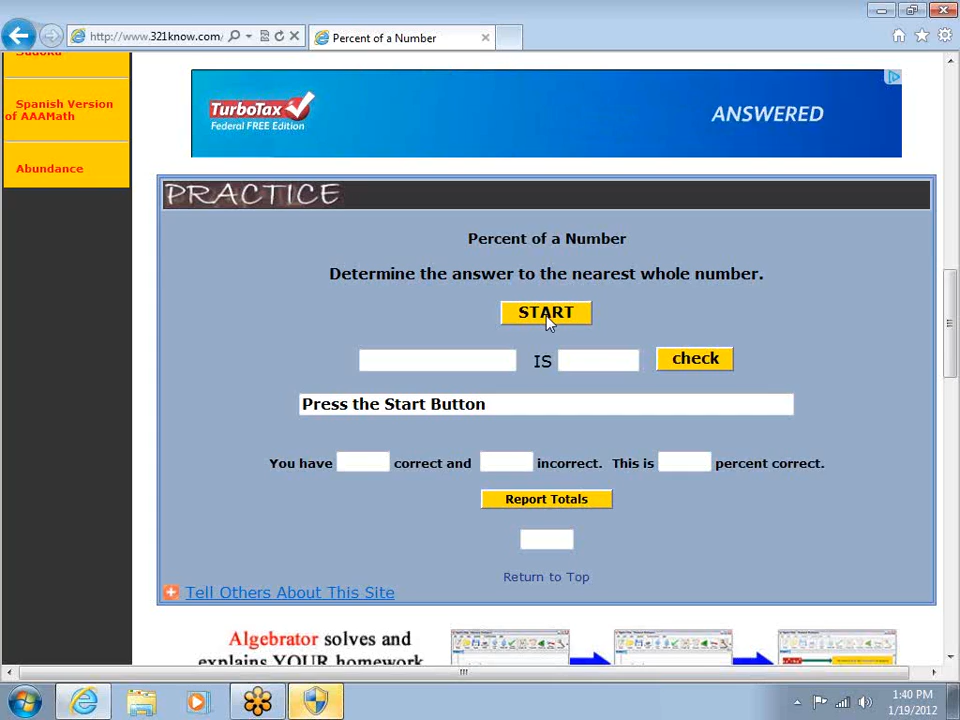 http://www.321know.com/
Percent of a Number
Sudoku
Spanish Version
of AAAMath
Abundance
TurboTax
Federal FREE Edition
ANSWERED
PRACTICE
Percent of a Number
Determine the answer to the nearest whole number.
START
IS
check
Press the Start Button
You have correct and incorrect. This is percent correct.
Report Totals
Return to Top
Tell Others About This Site
Algebrator solves and
explains YOUR homework
1:40 PM
1/19/2012